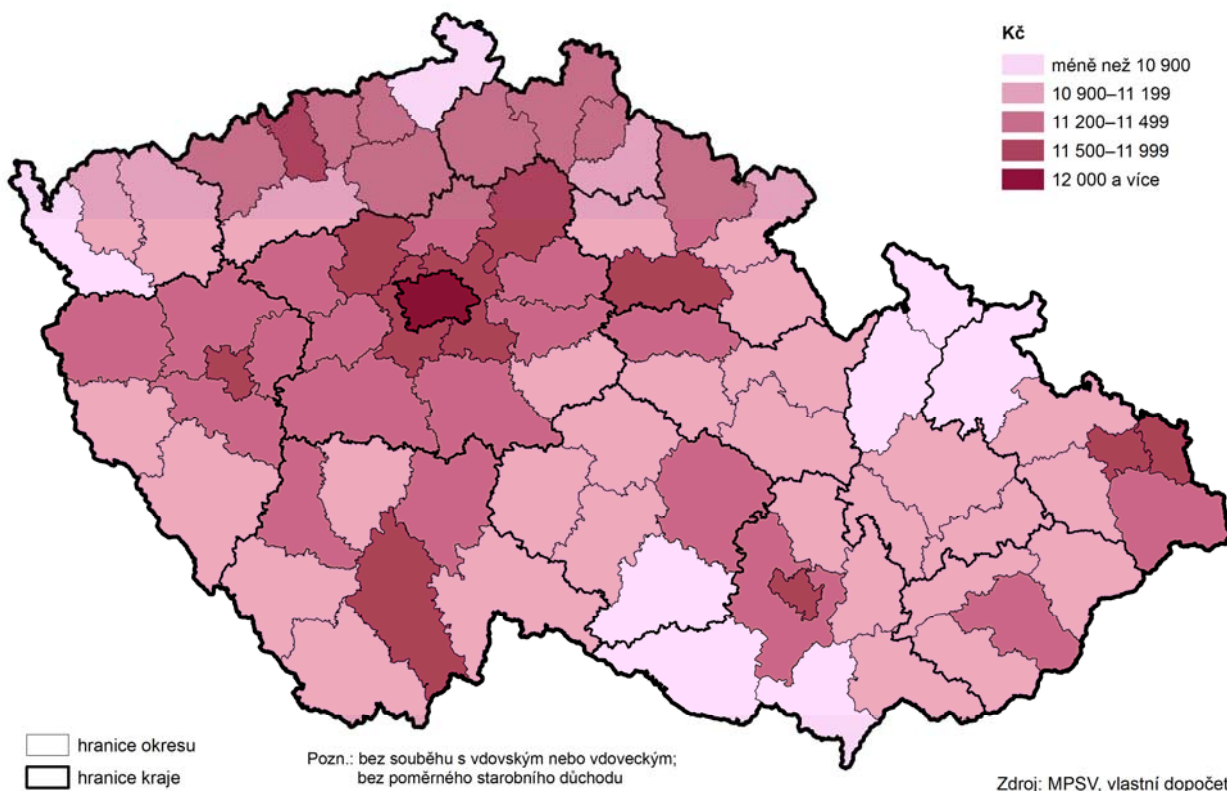 Kč
méně než 10 900
10 900–11 199
11 200–11 499
11 500–11 999
12 000 a více
hranice okresu
hranice kraje
Pozn.: bez souběhu s vdovským nebo vdoveckým;
bez poměrného starobního důchodu
Zdroj: MPSV, vlastní dopočet